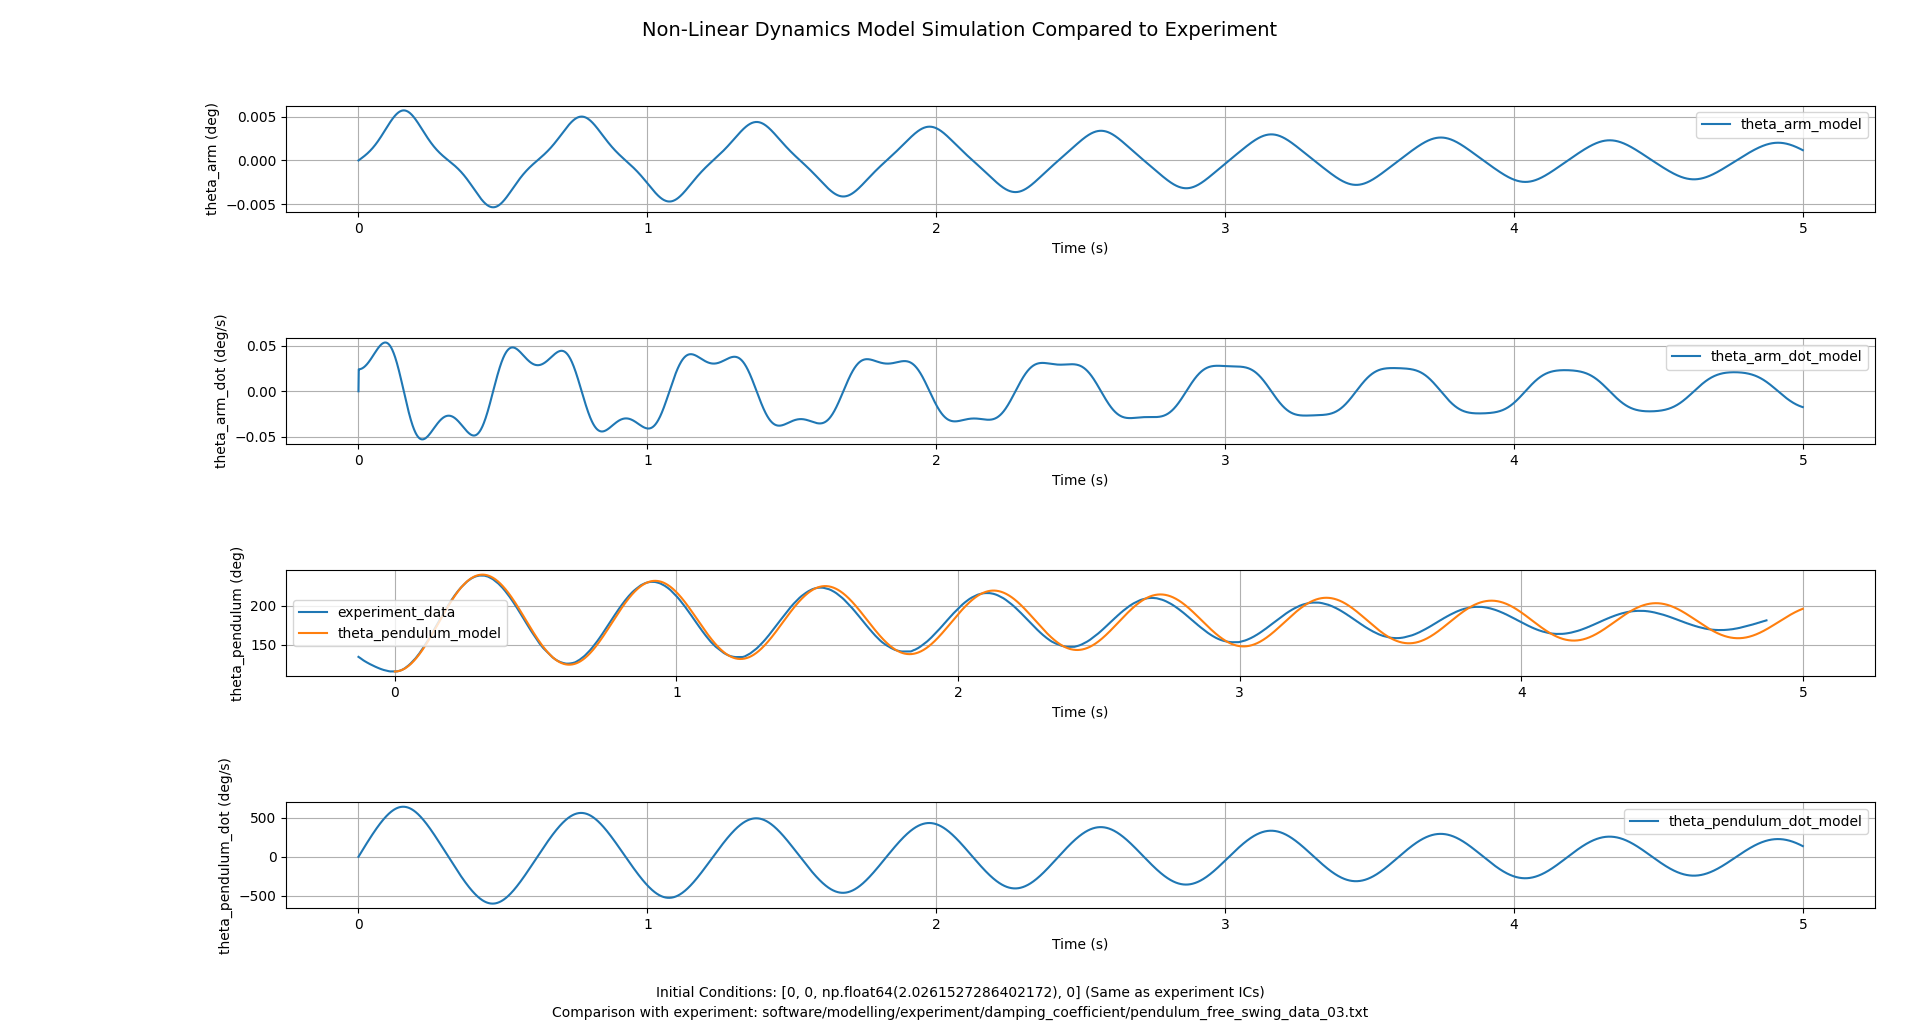 Non-Linear Dynamics Model Simulation Compared to Experiment
theta_arm (deg)
0.005
0.000
−0.005
theta_arm_model
0 1 2 3 4 5
Time (s)
theta_arm_dot (deg/s)
0.05
0.00
−0.05
theta_arm_dot_model
0 1 2 3 4 5
Time (s)
theta_pendulum (deg)
200
150
experiment_data
theta_pendulum_model
0 1 2 3 4 5
Time (s)
theta_pendulum_dot (deg/s)
500
0
−500
theta_pendulum_dot_model
0 1 2 3 4 5
Time (s)
Initial Conditions: [0, 0, np.float64(2.0261527286402172), 0] (Same as experiment ICs)
Comparison with experiment: software/modelling/experiment/damping_coefficient/pendulum_free_swing_data_03.txt